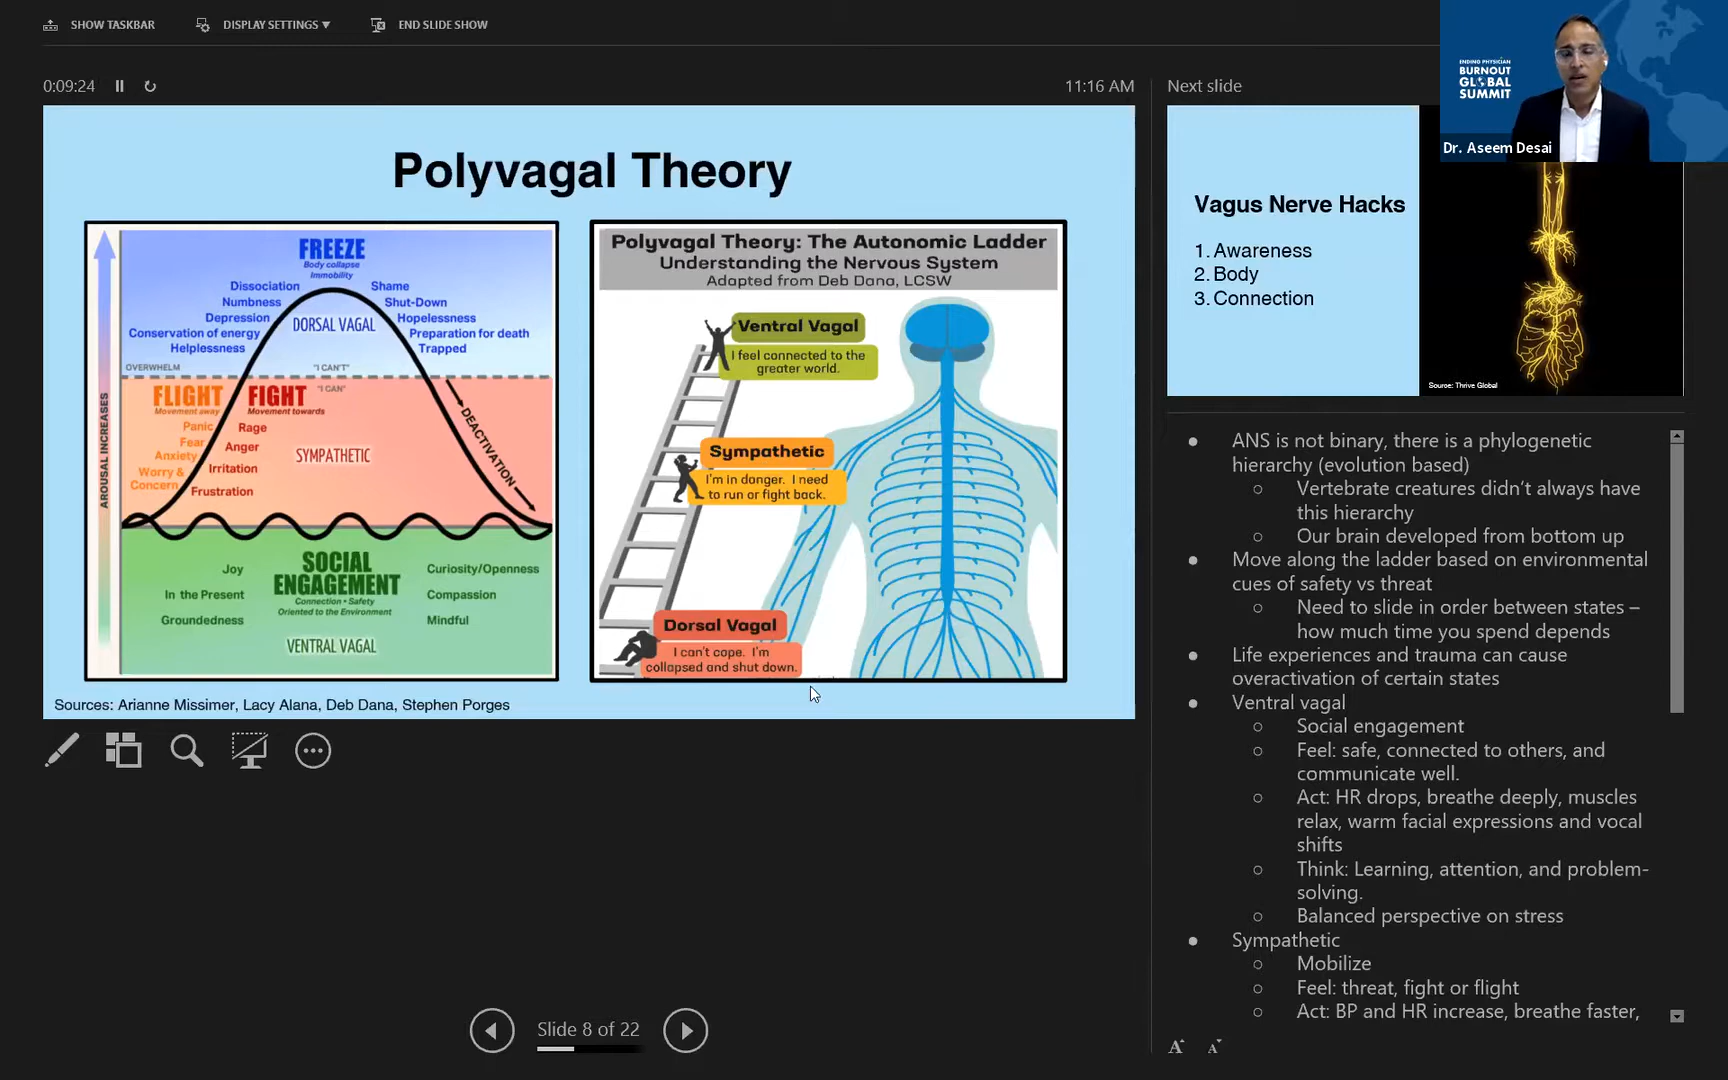 SHOW TASKBAR
DISPLAY SETTINGS ▼
END SLIDE SHOW
0:09:24
11:16 AM
Polyvagal Theory
FREEZE
Body collapse
Immobility
Dissociation
Numbness
Depression
Conservation of energy
Helplessness
Shame
Shut-Down
Hopelessness
Preparation for death
Trapped
DORSAL VAGAL
OVERWHELM
"I CAN'T"
"I CAN"
AROUSAL INCREASES
FLIGHT
Movement away
Panic
Fear
Anxiety
Worry &
Concern
FIGHT
Movement towards
Rage
Anger
Irritation
Frustration
SYMPATHETIC
DEACTIVATION
SOCIAL
ENGAGEMENT
Connection • Safety
Oriented to the Environment
Joy
In the Present
Groundedness
Curiosity/Openness
Compassion
Mindful
VENTRAL VAGAL
Polyvagal Theory: The Autonomic Ladder
Understanding the Nervous System
Adapted from Deb Dana, LCSW
Ventral Vagal
I feel connected to the
greater world.
Sympathetic
I'm in danger. I need
to run or fight back.
Dorsal Vagal
I can't cope. I'm
collapsed and shut down.
Sources: Arianne Missimer, Lacy Alana, Deb Dana, Stephen Porges
Slide 8 of 22
Next slide
ENDING PHYSICIAN
BURNOUT
GLOBAL
SUMMIT
Dr. Aseem Desai
Vagus Nerve Hacks
1. Awareness
2. Body
3. Connection
Source: Thrive Global
● ANS is not binary, there is a phylogenetic
hierarchy (evolution based)
○ Vertebrate creatures didn't always have
this hierarchy
○ Our brain developed from bottom up
● Move along the ladder based on environmental
cues of safety vs threat
○ Need to slide in order between states –
how much time you spend depends
● Life experiences and trauma can cause
overactivation of certain states
● Ventral vagal
○ Social engagement
○ Feel: safe, connected to others, and
communicate well.
○ Act: HR drops, breathe deeply, muscles
relax, warm facial expressions and vocal
shifts
○ Think: Learning, attention, and problem-
solving.
○ Balanced perspective on stress
● Sympathetic
○ Mobilize
○ Feel: threat, fight or flight
○ Act: BP and HR increase, breathe faster,
A A